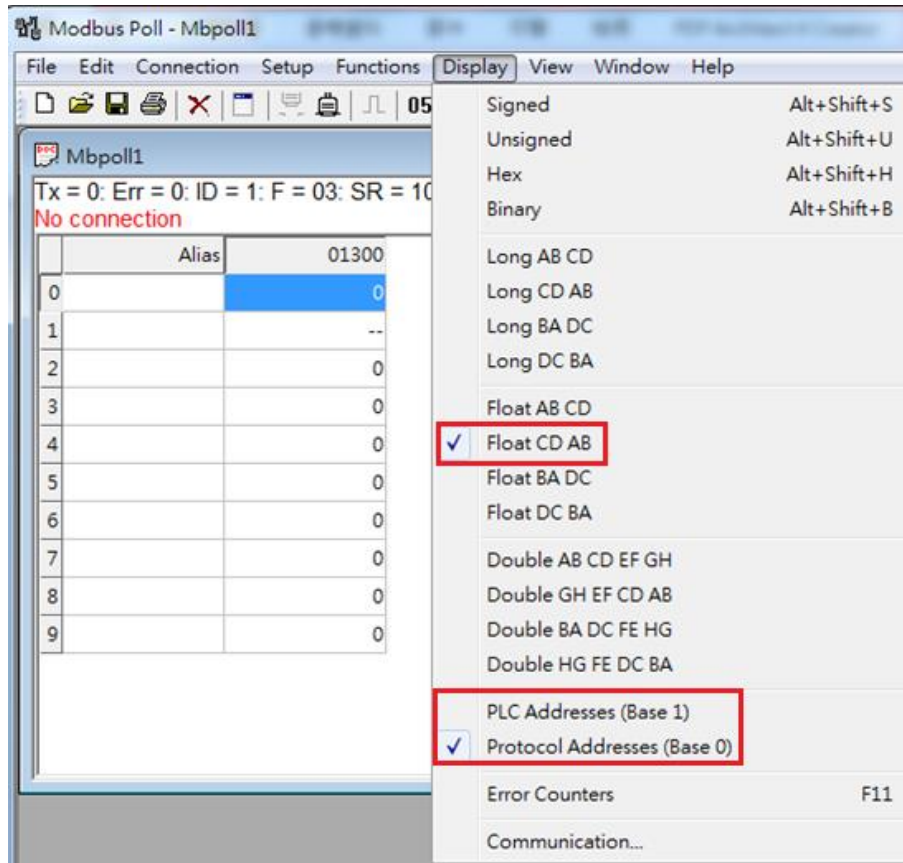 Modbus Poll - Mbpoll1
File Edit Connection Setup Functions Display View Window Help
05
Mbpoll1
Tx = 0: Err = 0: ID = 1: F = 03: SR = 10
No connection
Alias 01300
0 0
1 --
2 0
3 0
4 0
5 0
6 0
7 0
8 0
9 0
Signed Alt+Shift+S
Unsigned Alt+Shift+U
Hex Alt+Shift+H
Binary Alt+Shift+B
Long AB CD
Long CD AB
Long BA DC
Long DC BA
Float AB CD
✓ Float CD AB
Float BA DC
Float DC BA
Double AB CD EF GH
Double GH EF CD AB
Double BA DC FE HG
Double HG FE DC BA
PLC Addresses (Base 1)
✓ Protocol Addresses (Base 0)
Error Counters F11
Communication...